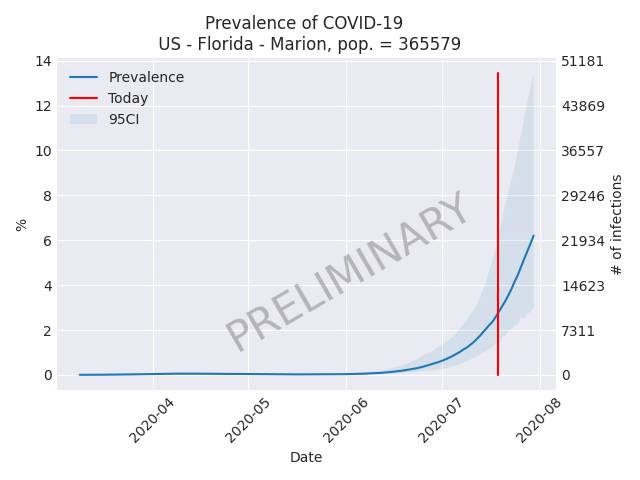 Prevalence of COVID-19
US - Florida - Marion, pop. = 365579
14
12
10
8
6
4
2
0
%
Prevalence
Today
95CI
PRELIMINARY
51181
43869
36557
29246
21934
14623
7311
0
# of infections
2020-04
2020-05
2020-06
2020-07
2020-08
Date